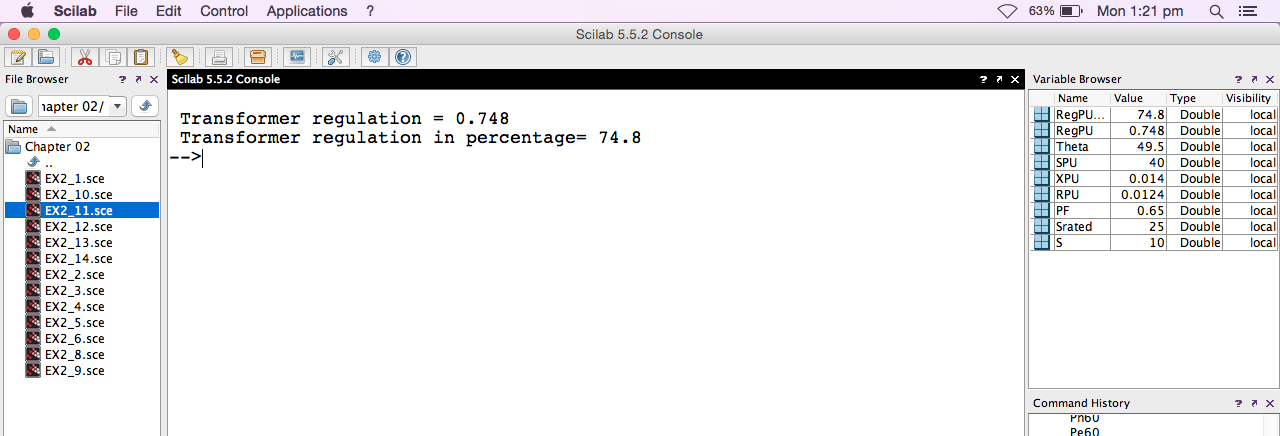 Scilab File Edit Control Applications ? 63% Mon 1:21 pm
Scilab 5.5.2 Console
File Browser ? ↗ ×
Scilab 5.5.2 Console ? ↗ ×
Variable Browser ? ↗ ×
hapter 02/
Name
Chapter 02
..
EX2_1.sce
EX2_10.sce
EX2_11.sce
EX2_12.sce
EX2_13.sce
EX2_14.sce
EX2_2.sce
EX2_3.sce
EX2_4.sce
EX2_5.sce
EX2_6.sce
EX2_8.sce
EX2_9.sce
Transformer regulation = 0.748
Transformer regulation in percentage= 74.8
-->
Name Value Type Visibility
RegPU... 74.8 Double local
RegPU 0.748 Double local
Theta 49.5 Double local
SPU 40 Double local
XPU 0.014 Double local
RPU 0.0124 Double local
PF 0.65 Double local
Srated 25 Double local
S 10 Double local
Command History ? ↗ ×
Ph60
Pe60